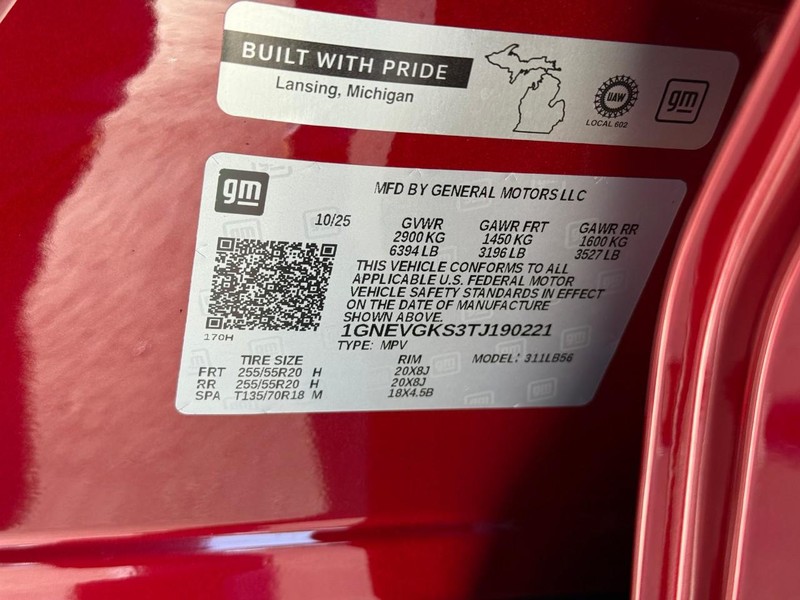 BUILT WITH PRIDE
Lansing, Michigan
UAW
LOCAL 602
gm
gm
MFD BY GENERAL MOTORS LLC
10/25 GVWR GAWR FRT GAWR RR
2900 KG 1450 KG 1600 KG
6394 LB 3196 LB 3527 LB
THIS VEHICLE CONFORMS TO ALL
APPLICABLE U.S. FEDERAL MOTOR
VEHICLE SAFETY STANDARDS IN EFFECT
ON THE DATE OF MANUFACTURE
SHOWN ABOVE.
170H
1GNEVGKS3TJ190221
TYPE: MPV MODEL: 311LB56
TIRE SIZE RIM
FRT 255/55R20 H 20X8J
RR 255/55R20 H 20X8J
SPA T135/70R18 M 18X4.5B